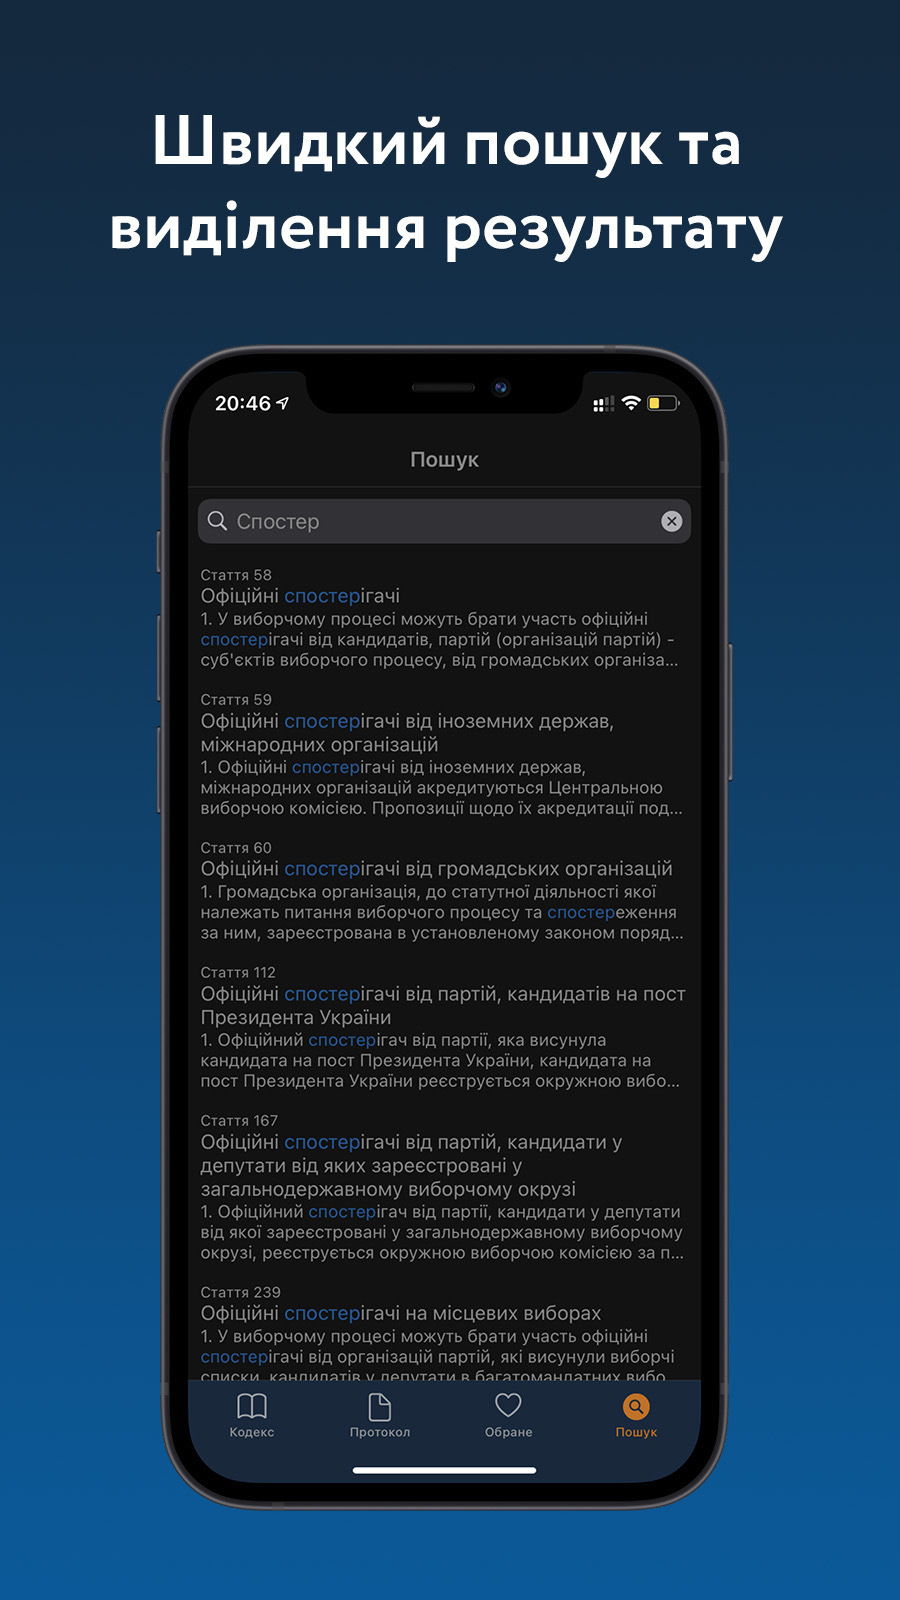 Швидкий пошук та
виділення результату
20:46
Пошук
Спостер
Стаття 58
Офіційні спостерігачі
1. У виборчому процесі можуть брати участь офіційні
спостерігачі від кандидатів, партій (організацій партій) -
суб'єктів виборчого процесу, від громадських організа...
Стаття 59
Офіційні спостерігачі від іноземних держав,
міжнародних організацій
1. Офіційні спостерігачі від іноземних держав,
міжнародних організацій акредитуються Центральною
виборчою комісією. Пропозиції щодо їх акредитації под...
Стаття 60
Офіційні спостерігачі від громадських організацій
1. Громадська організація, до статутної діяльності якої
належать питання виборчого процесу та спостереження
за ним, зареєстрована в установленому законом поряд...
Стаття 112
Офіційні спостерігачі від партій, кандидатів на пост
Президента України
1. Офіційний спостерігач від партії, яка висунула
кандидата на пост Президента України, кандидата на
пост Президента України реєструється окружною вибо...
Стаття 167
Офіційні спостерігачі від партій, кандидати у
депутати від яких зареєстровані у
загальнодержавному виборчому окрузі
1. Офіційний спостерігач від партії, кандидати у депутати
від якої зареєстровані у загальнодержавному виборчому
окрузі, реєструється окружною виборчою комісією за п...
Стаття 239
Офіційні спостерігачі на місцевих виборах
1. У виборчому процесі можуть брати участь офіційні
спостерігачі від організацій партій, які висунули виборчі
списки, кандидатів у депутати в багатомандатних вибо
Кодекс
Протокол
Обране
Пошук